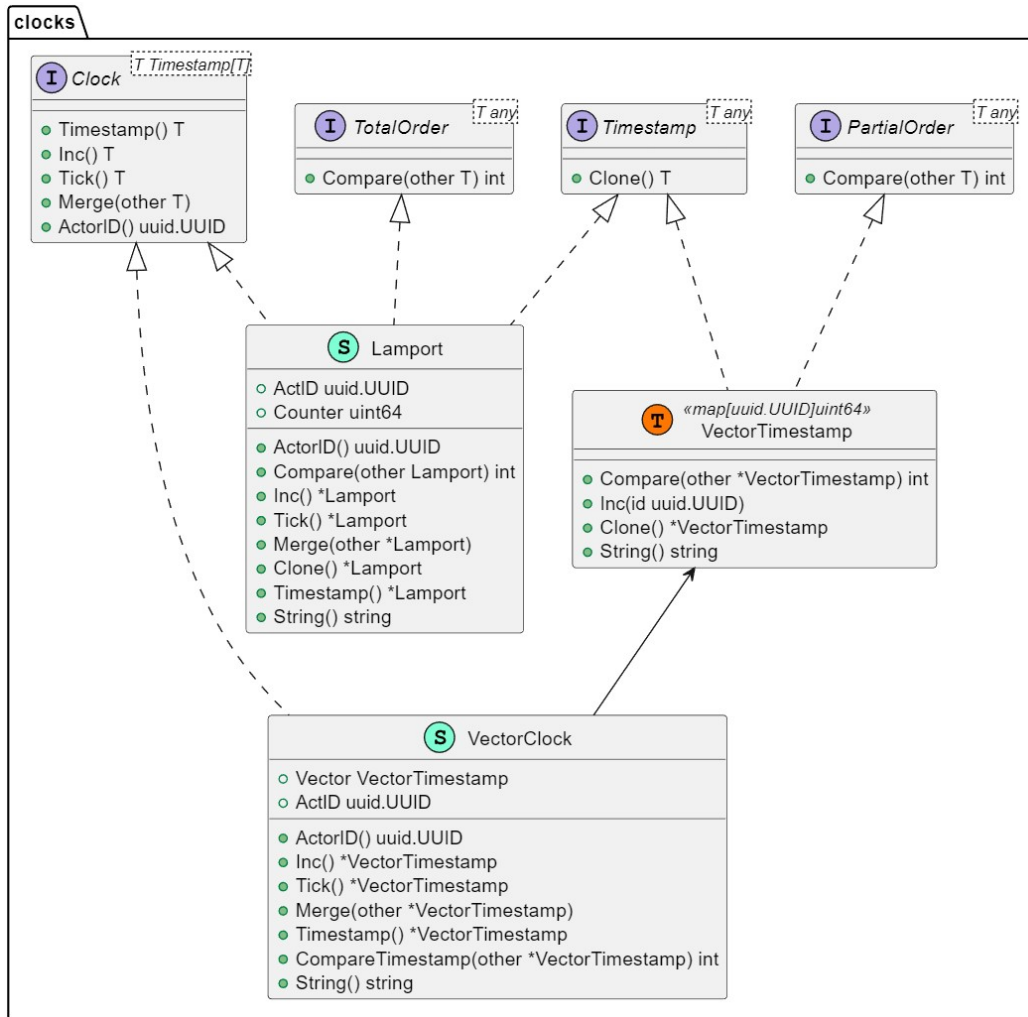 clocks
T Timestamp[T]
I Clock
Timestamp() T
Inc() T
Tick() T
Merge(other T)
ActorID() uuid.UUID
T any
I TotalOrder
Compare(other T) int
T any
I Timestamp
Clone() T
T any
I PartialOrder
Compare(other T) int
S Lamport
ActID uuid.UUID
Counter uint64
ActorID() uuid.UUID
Compare(other Lamport) int
Inc() *Lamport
Tick() *Lamport
Merge(other *Lamport)
Clone() *Lamport
Timestamp() *Lamport
String() string
«map[uuid.UUID]uint64»
T VectorTimestamp
Compare(other *VectorTimestamp) int
Inc(id uuid.UUID)
Clone() *VectorTimestamp
String() string
S VectorClock
Vector VectorTimestamp
ActID uuid.UUID
ActorID() uuid.UUID
Inc() *VectorTimestamp
Tick() *VectorTimestamp
Merge(other *VectorTimestamp)
Timestamp() *VectorTimestamp
CompareTimestamp(other *VectorTimestamp) int
String() string